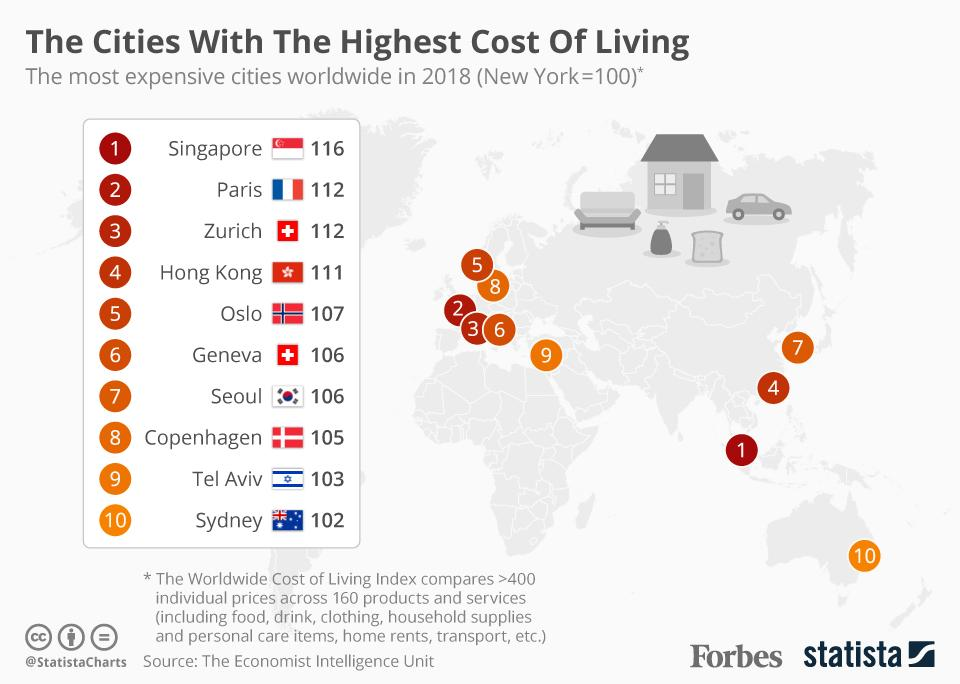 The Cities With The Highest Cost Of Living
The most expensive cities worldwide in 2018 (New York=100)*
1 Singapore 116
2 Paris 112
3 Zurich 112
4 Hong Kong 111
5 Oslo 107
6 Geneva 106
7 Seoul 106
8 Copenhagen 105
9 Tel Aviv 103
10 Sydney 102
5
8
2
3
6
9
7
4
1
10
* The Worldwide Cost of Living Index compares >400
individual prices across 160 products and services
(including food, drink, clothing, household supplies
and personal care items, home rents, transport, etc.)
cc
@StatistaCharts
Source: The Economist Intelligence Unit
Forbes
statista